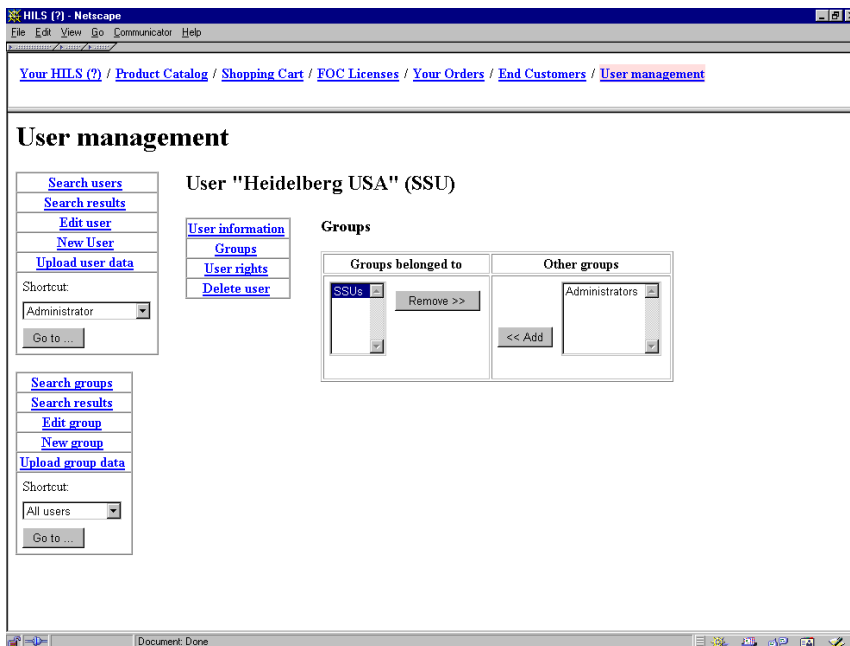 HILS (?) - Netscape
File Edit View Go Communicator Help
Your HILS (?) / Product Catalog / Shopping Cart / FOC Licenses / Your Orders / End Customers / User management
User management
Search users
Search results
Edit user
New User
Upload user data
Shortcut:
Administrator
Go to ...
Search groups
Search results
Edit group
New group
Upload group data
Shortcut:
All users
Go to ...
User "Heidelberg USA" (SSU)
User information
Groups
User rights
Delete user
Groups
Groups belonged to
Other groups
SSUs
Remove >>
<< Add
Administrators
Document: Done